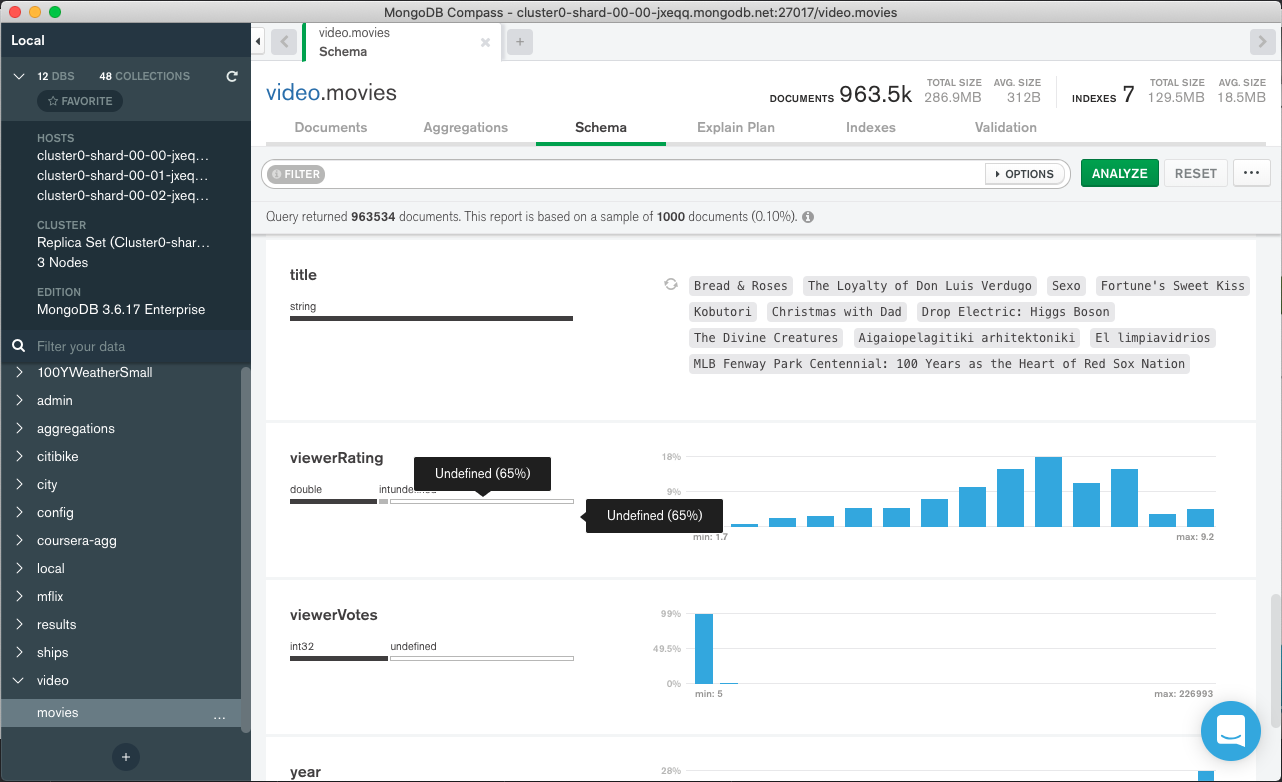 MongoDB Compass - cluster0-shard-00-00-jxeqq.mongodb.net:27017/video.movies
Local
12 DBS 48 COLLECTIONS
FAVORITE
HOSTS
cluster0-shard-00-00-jxeq...
cluster0-shard-00-01-jxeq...
cluster0-shard-00-02-jxeq...
CLUSTER
Replica Set (Cluster0-shar...
3 Nodes
EDITION
MongoDB 3.6.17 Enterprise
Filter your data
100YWeatherSmall
admin
aggregations
citibike
city
config
coursera-agg
local
mflix
results
ships
video
movies ...
+
video.movies
Schema
+
video.movies
DOCUMENTS 963.5k TOTAL SIZE 286.9MB AVG. SIZE 312B
INDEXES 7 TOTAL SIZE 129.5MB AVG. SIZE 18.5MB
Documents Aggregations Schema Explain Plan Indexes Validation
FILTER OPTIONS ANALYZE RESET ...
Query returned 963534 documents. This report is based on a sample of 1000 documents (0.10%).
title
string
Bread & Roses The Loyalty of Don Luis Verdugo Sexo Fortune's Sweet Kiss
Kobutori Christmas with Dad Drop Electric: Higgs Boson
The Divine Creatures Aigaiopelagitiki arhitektoniki El limpiavidrios
MLB Fenway Park Centennial: 100 Years as the Heart of Red Sox Nation
viewerRating
double int undefined
Undefined (65%)
Undefined (65%)
18%
9%
min: 1.7 max: 9.2
viewerVotes
int32 undefined
99%
49.5%
0%
min: 5 max: 226993
year
28%